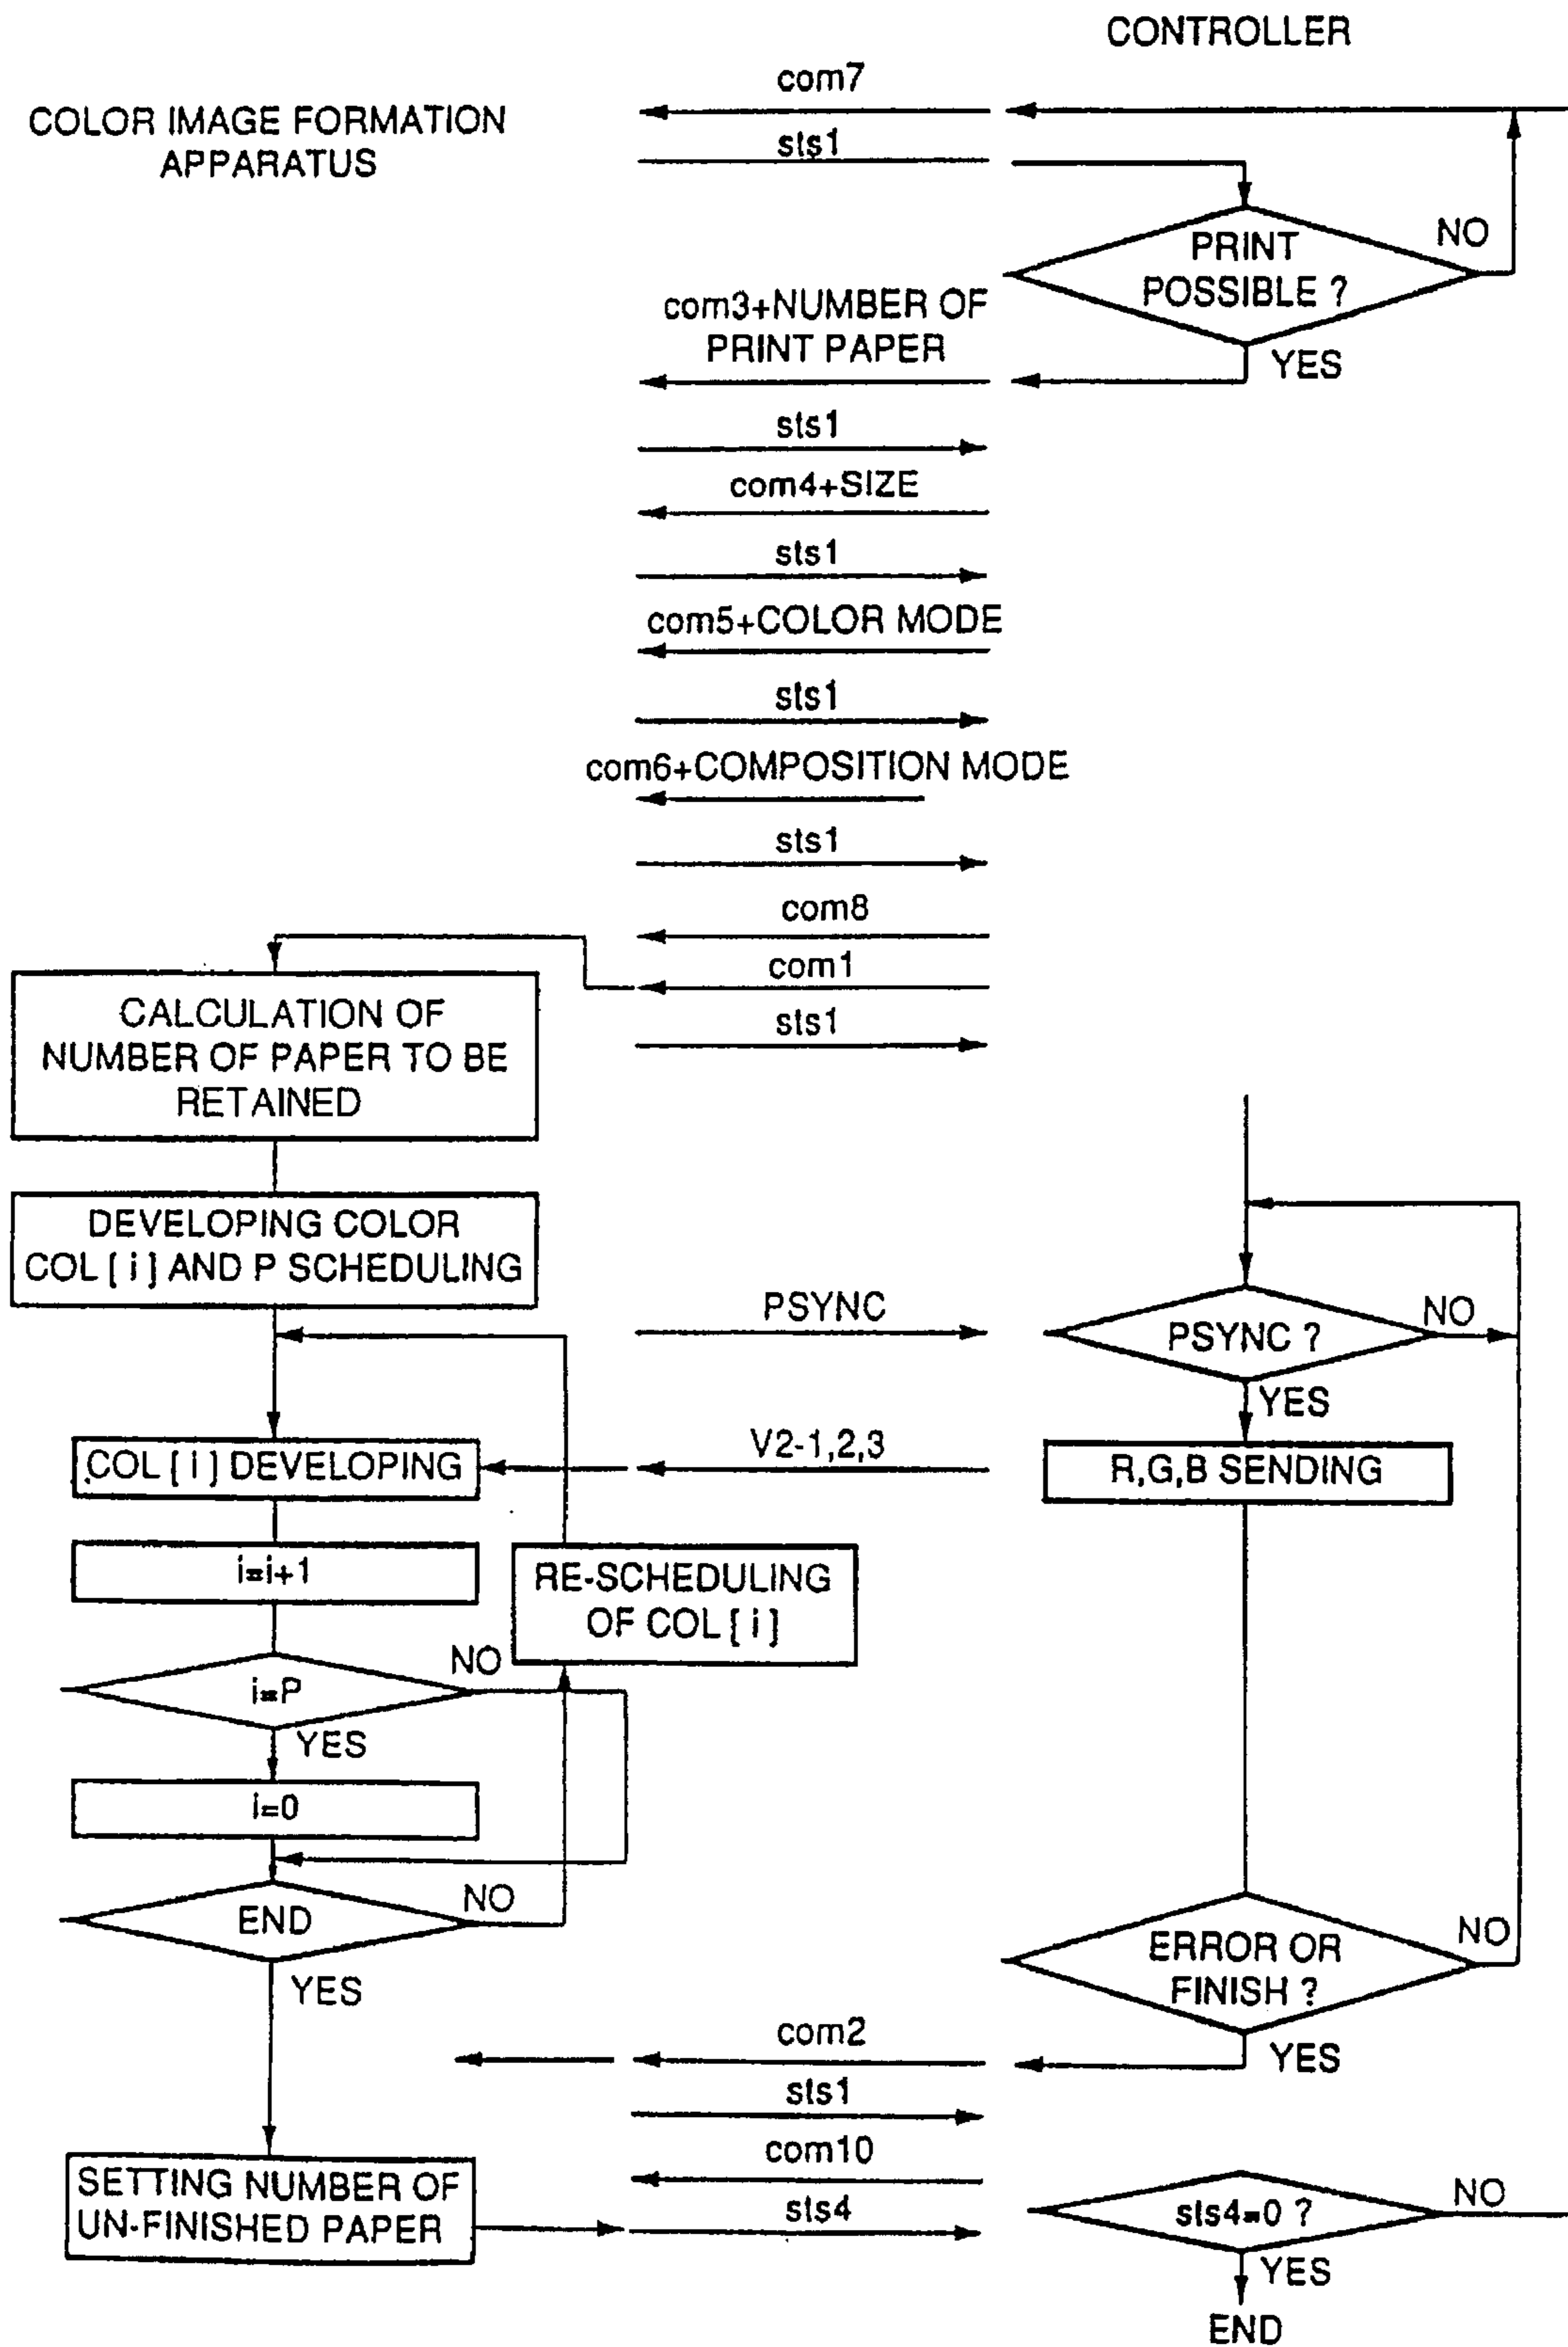 CONTROLLER
com7
COLOR IMAGE FORMATION
APPARATUS
sts1
PRINT
POSSIBLE ?
NO
com3+NUMBER OF
PRINT PAPER
YES
sts1
com4+SIZE
sts1
com5+COLOR MODE
sts1
com6+COMPOSITION MODE
sts1
com8
com1
CALCULATION OF
NUMBER OF PAPER TO BE
RETAINED
sts1
DEVELOPING COLOR
COL [ i ] AND P SCHEDULING
PSYNC
PSYNC ?
NO
YES
COL [ i ] DEVELOPING
V2-1,2,3
R,G,B SENDING
i=i+1
RE-SCHEDULING
OF COL [ i ]
i=P
NO
YES
i=0
END
NO
YES
ERROR OR
FINISH ?
NO
YES
com2
sts1
com10
SETTING NUMBER OF
UN-FINISHED PAPER
sts4
sts4=0 ?
NO
YES
END